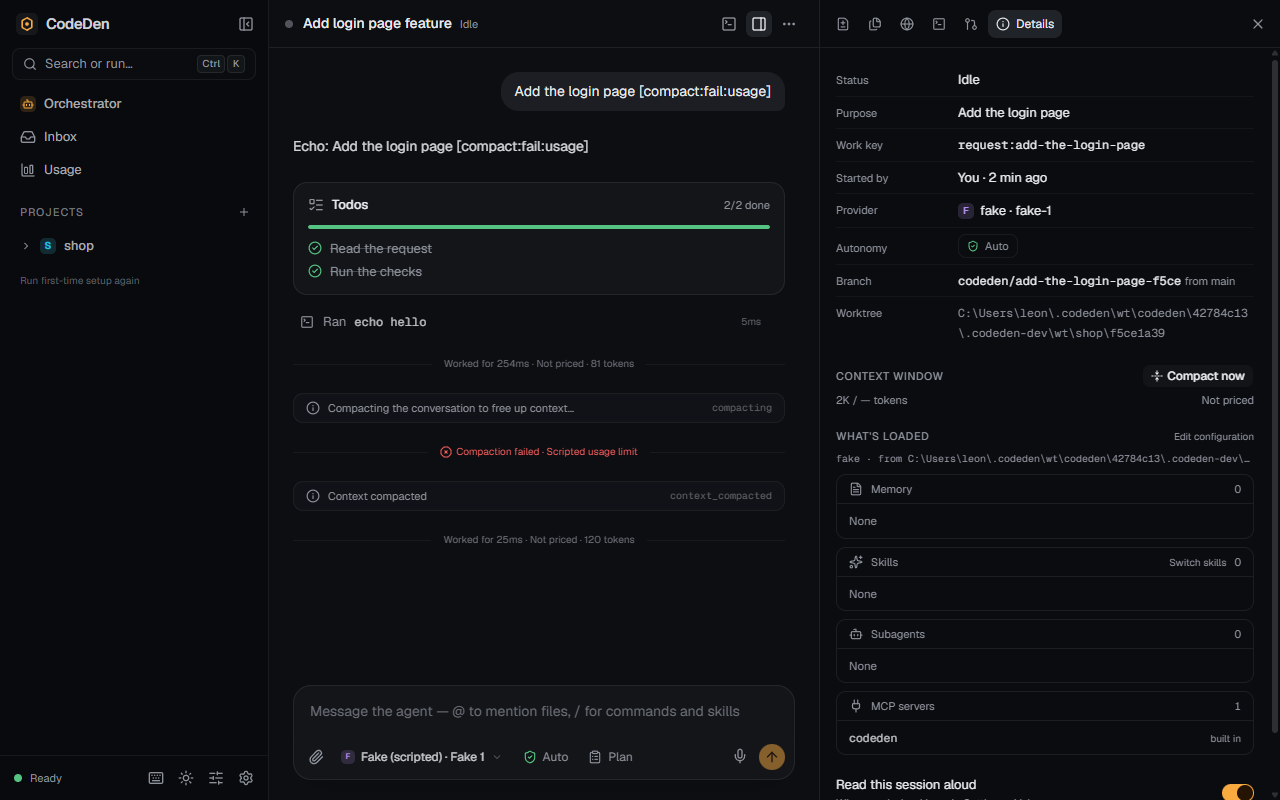 CodeDen
Search or run… Ctrl K
Orchestrator
Inbox
Usage
PROJECTS
S shop
Run first-time setup again
Ready
Add login page feature Idle
Add the login page [compact:fail:usage]
Echo: Add the login page [compact:fail:usage]
Todos 2/2 done
Read the request
Run the checks
Ran echo hello 5ms
Worked for 254ms · Not priced · 81 tokens
Compacting the conversation to free up context… compacting
Compaction failed · Scripted usage limit
Context compacted context_compacted
Worked for 25ms · Not priced · 120 tokens
Message the agent — @ to mention files, / for commands and skills
F Fake (scripted) · Fake 1 Auto Plan
Details
Status Idle
Purpose Add the login page
Work key request:add-the-login-page
Started by You · 2 min ago
Provider F fake · fake-1
Autonomy Auto
Branch codeden/add-the-login-page-f5ce from main
Worktree C:\Users\leon\.codeden\wt\codeden\42784c13
\.codeden-dev\wt\shop\f5ce1a39
CONTEXT WINDOW Compact now
2K / — tokens Not priced
WHAT'S LOADED Edit configuration
fake · from C:\Users\leon\.codeden\wt\codeden\42784c13\.codeden-dev\…
Memory 0
None
Skills Switch skills 0
None
Subagents 0
None
MCP servers 1
codeden built in
Read this session aloud